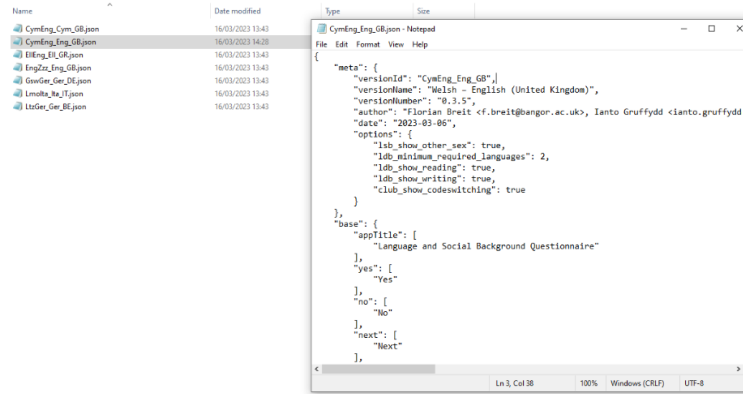 Name Date modified Type Size
CymEng_Cym_GB.json 16/03/2023 13:43
CymEng_Eng_GB.json 16/03/2023 14:28
EllEng_Ell_GR.json 16/03/2023 13:43
EngZzz_Eng_GB.json 16/03/2023 13:43
GswGer_Ger_DE.json 16/03/2023 13:43
LmoIta_Ita_IT.json 16/03/2023 13:43
LtzGer_Ger_BE.json 16/03/2023 13:43
CymEng_Eng_GB.json - Notepad
File Edit Format View Help
{
"meta": {
"versionId": "CymEng_Eng_GB",
"versionName": "Welsh – English (United Kingdom)",
"versionNumber": "0.3.5",
"author": "Florian Breit <f.breit@bangor.ac.uk>, Ianto Gruffydd <ianto.gruffydd
"date": "2023-03-06",
"options": {
"lsb_show_other_sex": true,
"ldb_minimum_required_languages": 2,
"ldb_show_reading": true,
"ldb_show_writing": true,
"club_show_codeswitching": true
}
},
"base": {
"appTitle": [
"Language and Social Background Questionnaire"
],
"yes": [
"Yes"
],
"no": [
"No"
],
"next": [
"Next"
],
Ln 3, Col 38 100% Windows (CRLF) UTF-8